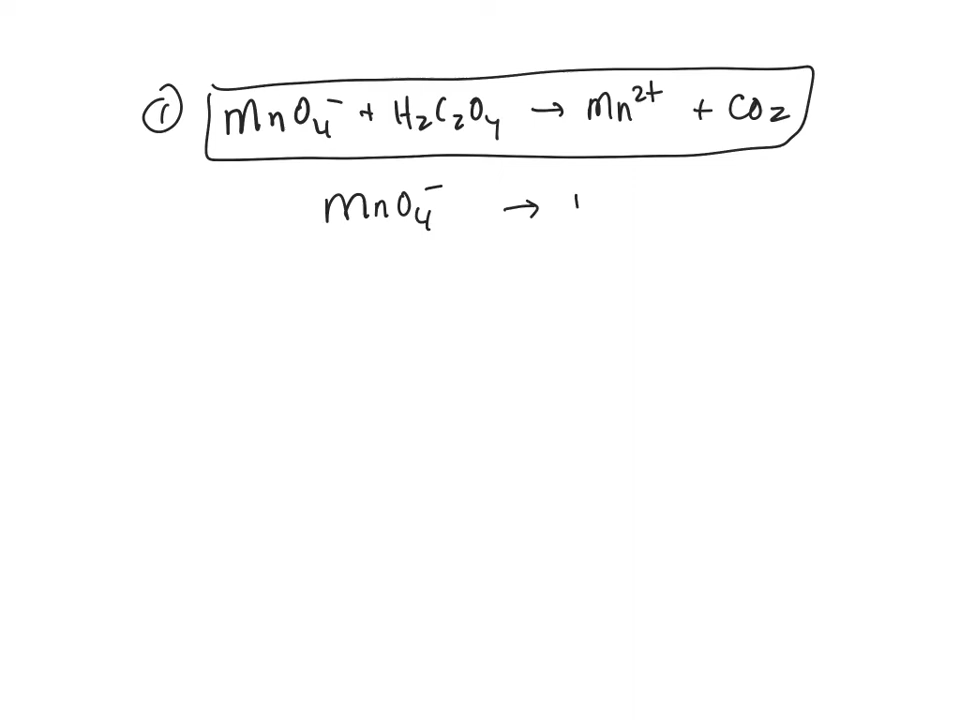 ① MnO₄⁻ + H₂C₂O₄ → Mn²⁺ + CO₂
MnO₄⁻ →